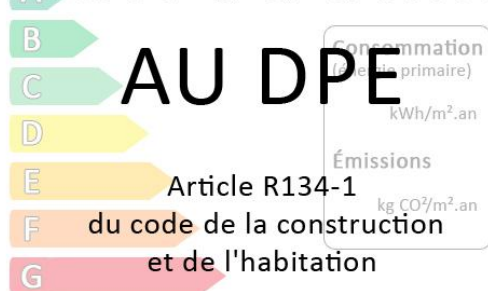 B
C
D
E
F
G
AU DPE
Consommation
(énergie primaire)
kWh/m².an
Émissions
kg CO²/m².an
Article R134-1
du code de la construction
et de l'habitation